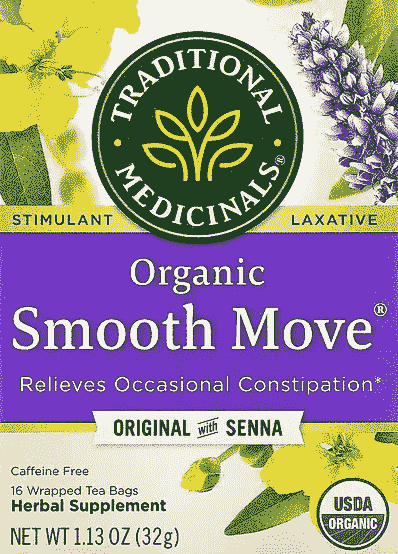 TRADITIONAL
MEDICINALS®
STIMULANT LAXATIVE
Organic
Smooth Move®
Relieves Occasional Constipation*
ORIGINAL with SENNA
Caffeine Free
16 Wrapped Tea Bags
Herbal Supplement
NET WT 1.13 OZ (32g)
USDA
ORGANIC